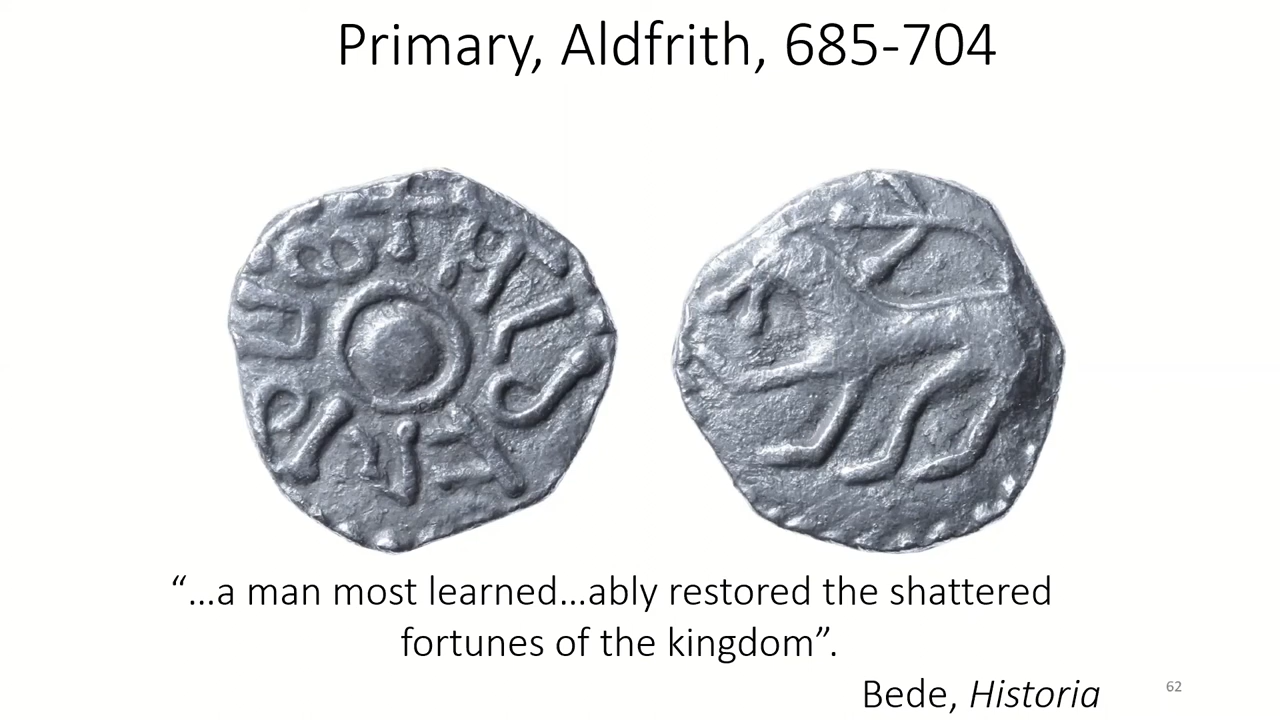 Primary, Aldfrith, 685-704
“...a man most learned...ably restored the shattered
fortunes of the kingdom”.
Bede, Historia
62